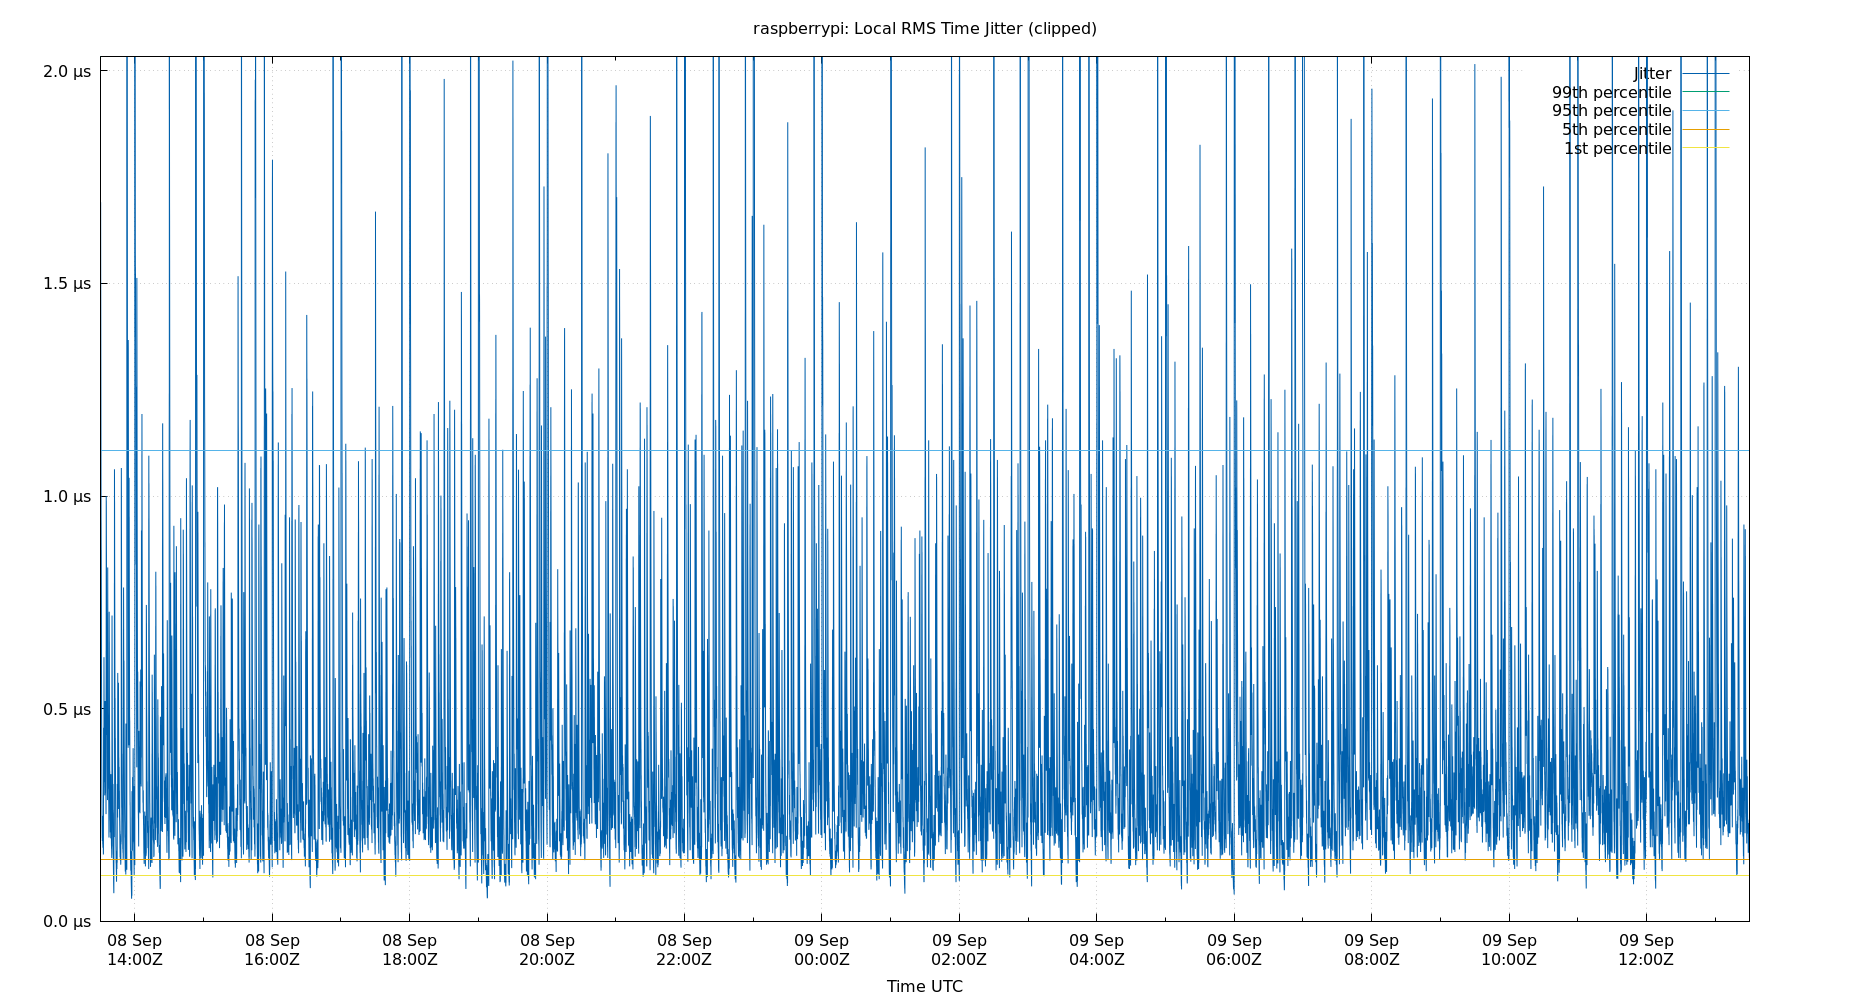 raspberrypi: Local RMS Time Jitter (clipped)
2.0 µs
1.5 µs
1.0 µs
0.5 µs
0.0 µs
Jitter
99th percentile
95th percentile
5th percentile
1st percentile
08 Sep 08 Sep 08 Sep 08 Sep 08 Sep 09 Sep 09 Sep 09 Sep 09 Sep 09 Sep 09 Sep 09 Sep
14:00Z 16:00Z 18:00Z 20:00Z 22:00Z 00:00Z 02:00Z 04:00Z 06:00Z 08:00Z 10:00Z 12:00Z
Time UTC